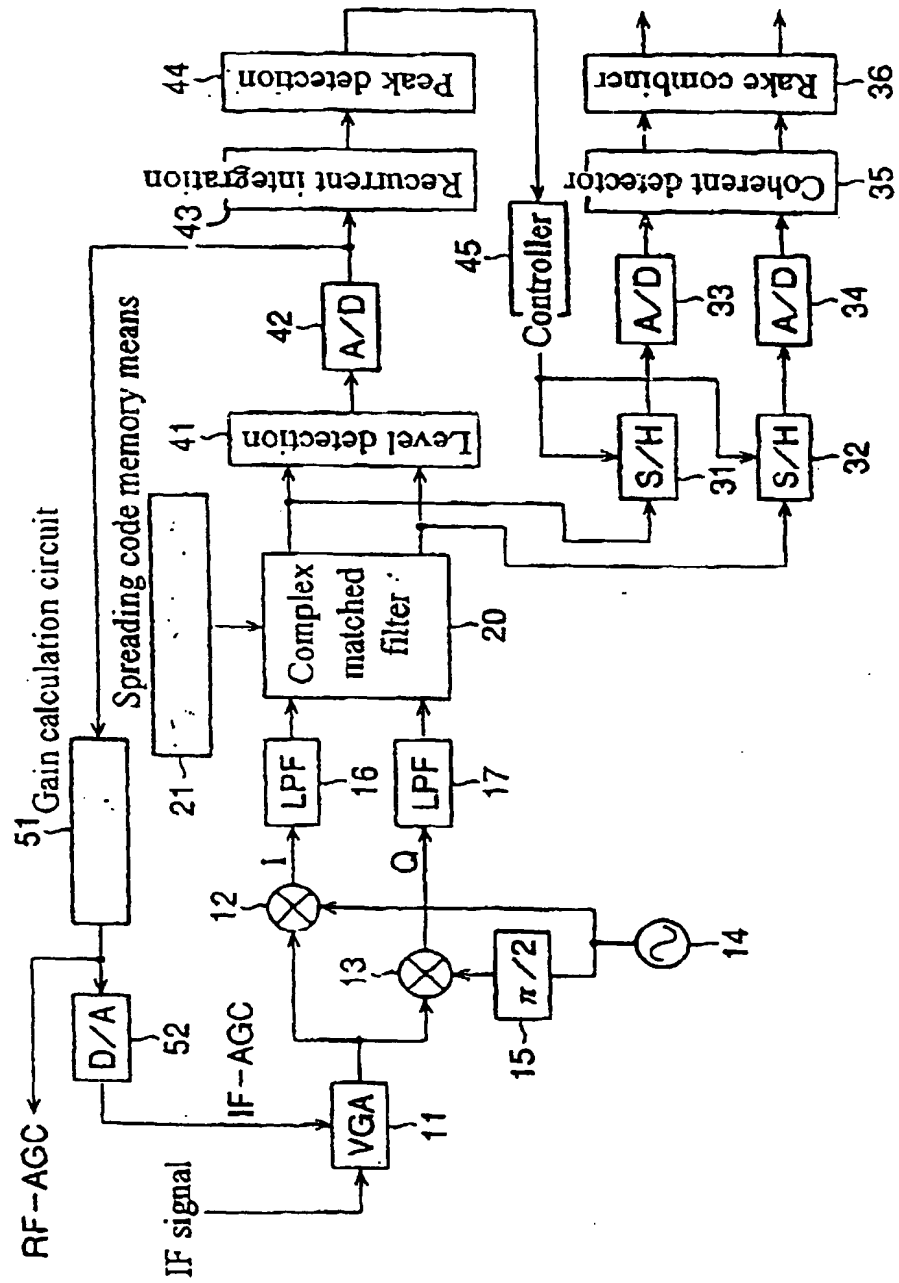 RF-AGC
51 Gain calculation circuit
D/A
52
Spreading code memory means
21
IF-AGC
IF signal
VGA
11
12
I
LPF
16
13
Q
LPF
17
π/2
15
14
Complex
matched
filter
20
41
Level detection
42
A/D
43
Recurrent integration
44
Peak detection
45
Controller
S/H
31
S/H
32
A/D
33
A/D
34
Coherent detector
35
Rake combiner
36